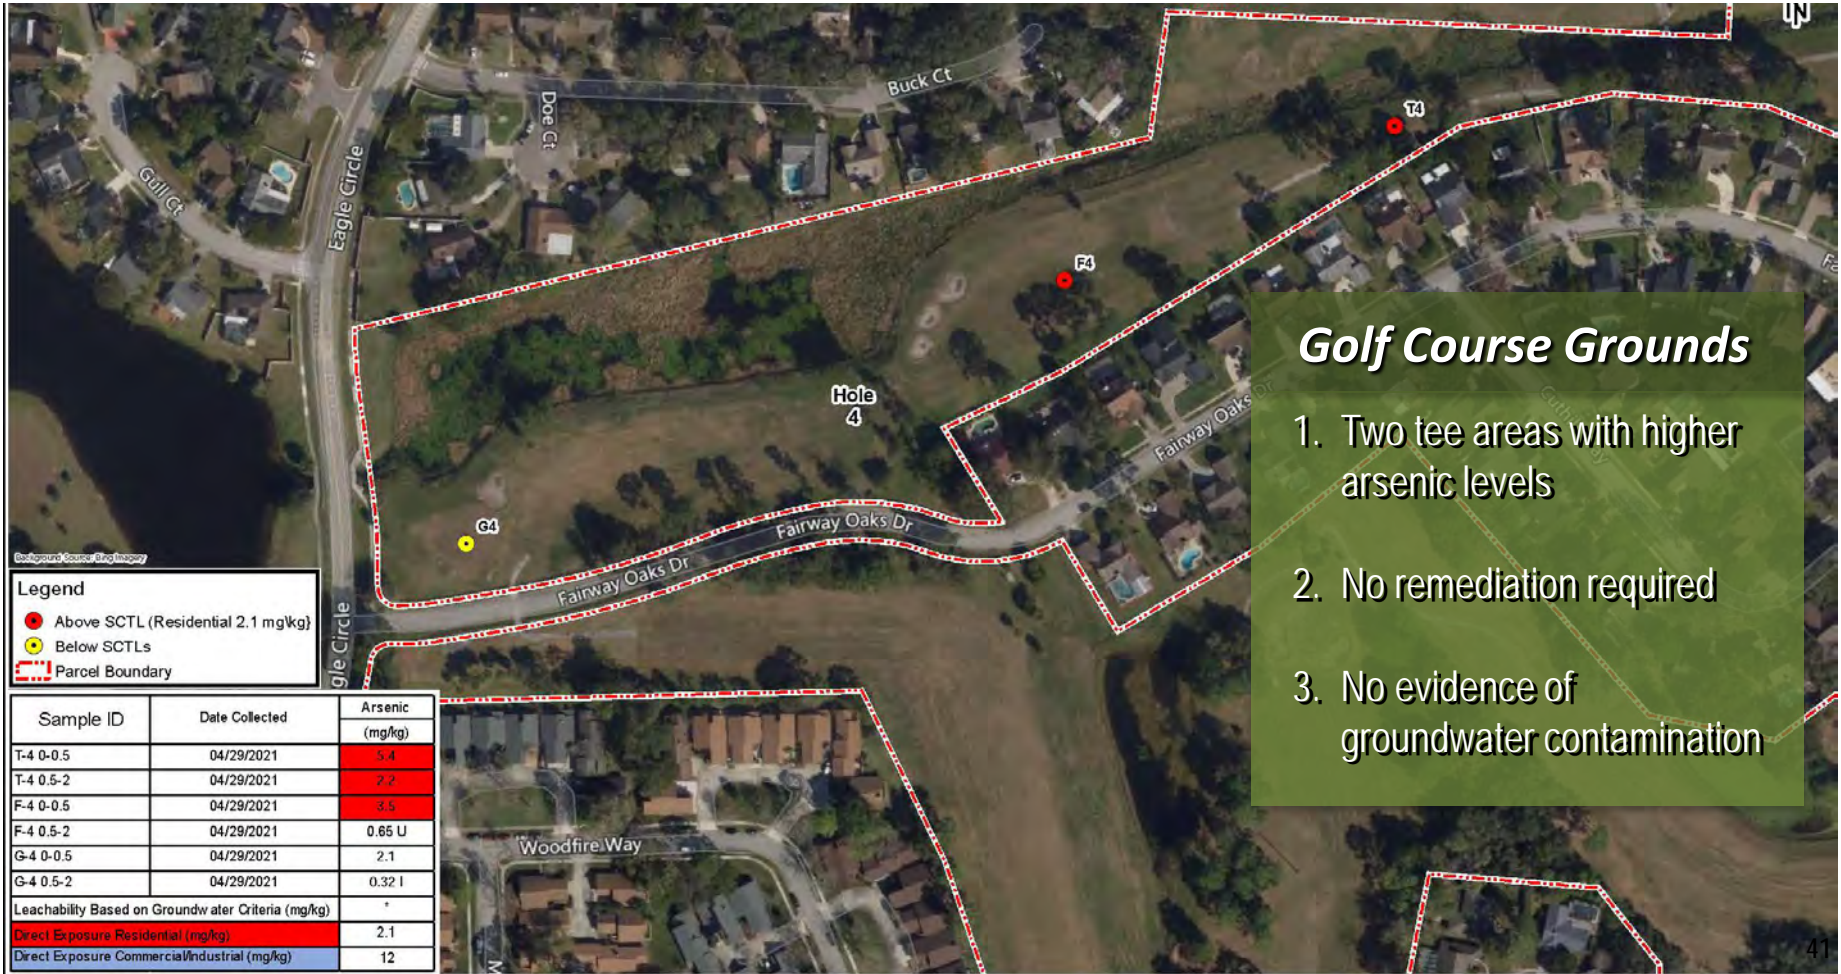 IN
Buck Ct
Doe Ct
T4
Gull Ct
Eagle Circle
F4
Golf Course Grounds
Hole
4
Fairway Oaks Dr
1. Two tee areas with higher
arsenic levels
2. No remediation required
3. No evidence of
groundwater contamination
G4
Fairway Oaks Dr
Fairway Oaks Dr
Background Source: Bing Imagery
Legend
Above SCTL (Residential 2.1 mg\kg}
Below SCTLs
Parcel Boundary
gle Circle
Sample ID Date Collected Arsenic
(mg/kg)
T-4 0-0.5 04/29/2021 5.4
T-4 0.5-2 04/29/2021 2.2
F-4 0-0.5 04/29/2021 3.5
F-4 0.5-2 04/29/2021 0.65 U
G-4 0-0.5 04/29/2021 2.1
G-4 0.5-2 04/29/2021 0.32 I
Leachability Based on Groundwater Criteria (mg/kg) *
Direct Exposure Residential (mg/kg) 2.1
Direct Exposure Commercial/Industrial (mg/kg) 12
Woodfire Way
M
41